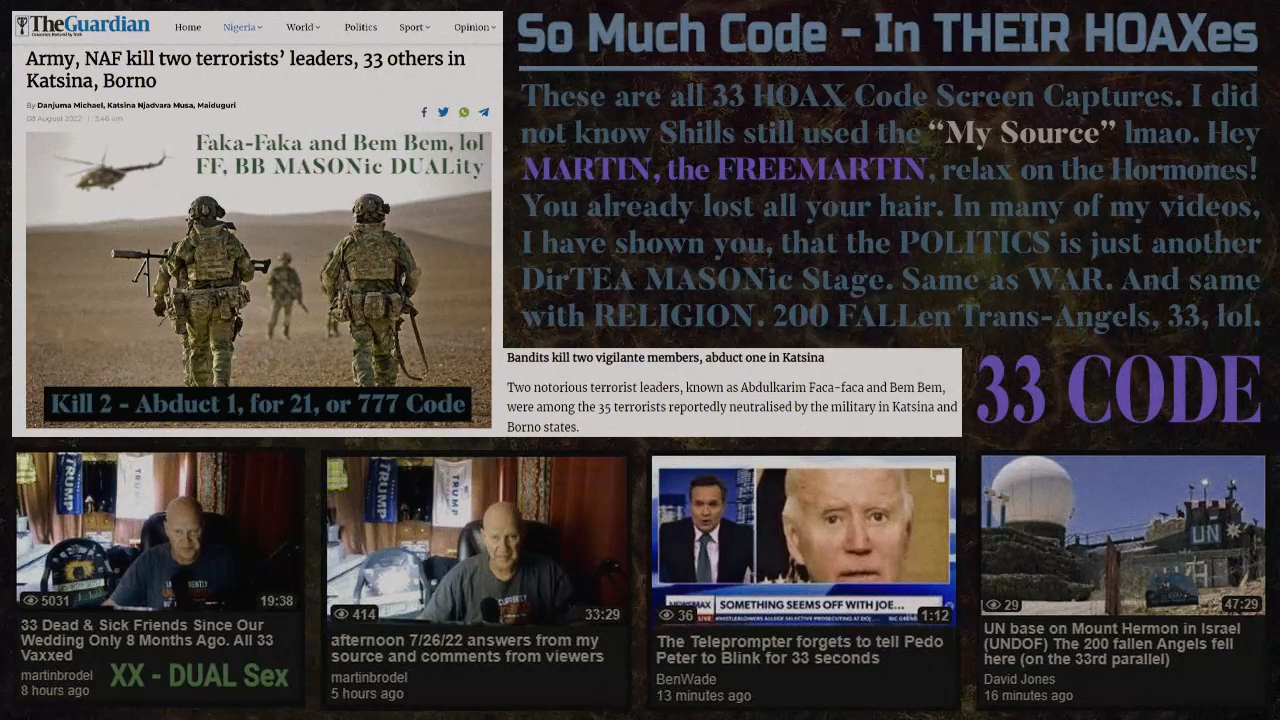 The Guardian
Home Nigeria World Politics Sport Opinion
Army, NAF kill two terrorists' leaders, 33 others in
Katsina, Borno
By Danjuma Michael, Katsina Njadvara Musa, Maiduguri
08 August 2022 | 3:46 am
Faka-Faka and Bem Bem, lol
FF, BB MASONic DUALity
Kill 2 - Abduct 1, for 21, or 777 Code
So Much Code - In THEIR HOAXes
These are all 33 HOAX Code Screen Captures. I did
not know Shills still used the “My Source” lmao. Hey
MARTIN, the FREEMARTIN, relax on the Hormones!
You already lost all your hair. In many of my videos,
I have shown you, that the POLITICS is just another
DirTEA MASONic Stage. Same as WAR. And same
with RELIGION. 200 FALLen Trans-Angels, 33, lol.
Bandits kill two vigilante members, abduct one in Katsina
Two notorious terrorist leaders, known as Abdulkarim Faca-faca and Bem Bem,
were among the 35 terrorists reportedly neutralised by the military in Katsina and
Borno states.
33 CODE
TRUMP
5031 19:38
33 Dead & Sick Friends Since Our
Wedding Only 8 Months Ago. All 33
Vaxxed
martinbrodel
8 hours ago
XX - DUAL Sex
TRUMP
414 33:29
afternoon 7/26/22 answers from my
source and comments from viewers
martinbrodel
5 hours ago
NEWSMAX SOMETHING SEEMS OFF WITH JOE...
LIVE
36 1:12
The Teleprompter forgets to tell Pedo
Peter to Blink for 33 seconds
BenWade
13 minutes ago
UN
29 47:29
UN base on Mount Hermon in Israel
(UNDOF) The 200 fallen Angels fell
here (on the 33rd parallel)
David Jones
16 minutes ago